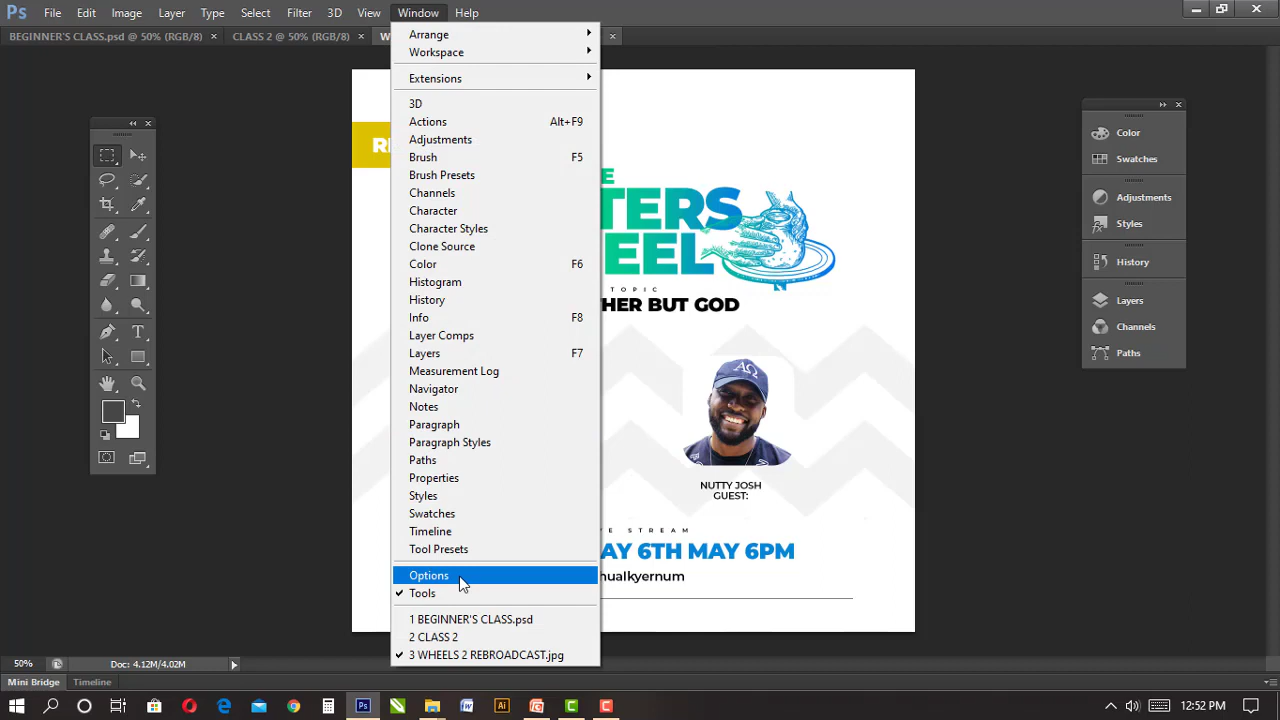 Ps File Edit Image Layer Type Select Filter 3D View Window Help
BEGINNER'S CLASS.psd @ 50% (RGB/8) × CLASS 2 @ 50% (RGB/8) × W ×
Arrange
Workspace
Extensions
3D
Actions Alt+F9
Adjustments
Brush F5
Brush Presets
Channels
Character
Character Styles
Clone Source
Color F6
Histogram
History
Info F8
Layer Comps
Layers F7
Measurement Log
Navigator
Notes
Paragraph
Paragraph Styles
Paths
Properties
Styles
Swatches
Timeline
Tool Presets
Options
Tools
1 BEGINNER'S CLASS.psd
2 CLASS 2
3 WHEELS 2 REBROADCAST.jpg
E
TERS
EEL
TOPIC
THER BUT GOD
ΑΩ
NUTTY JOSH
GUEST:
E STREAM
AY 6TH MAY 6PM
hualkyernum
Color
Swatches
Adjustments
Styles
History
Layers
Channels
Paths
50% Doc: 4.12M/4.02M
Mini Bridge Timeline
12:52 PM